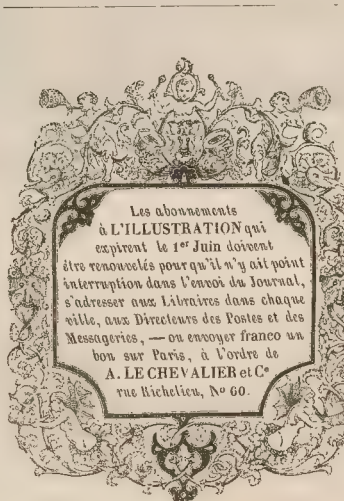 Les abonnements
à L'ILLUSTRATION qui
expirent le 1er Juin doivent
être renouvelés pour qu'il n'y ait point
interruption dans l'envoi du Journal,
s'adresser aux Libraires dans chaque
ville, aux Directeurs des Postes et des
Messageries, — ou envoyer franco un
bon sur Paris, à l'ordre de
A. LE CHEVALIER et Ce
rue Richelieu, No 60.